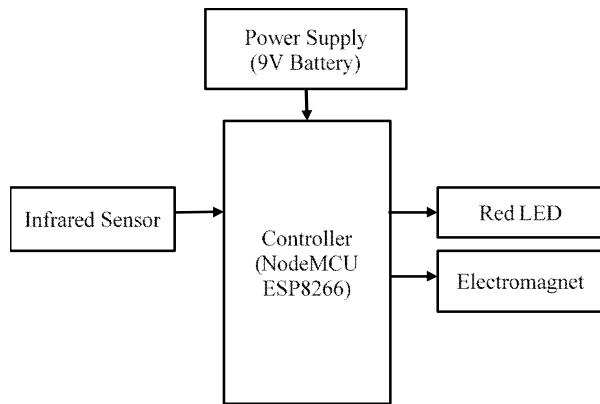 Power Supply
(9V Battery)
Infrared Sensor
Controller
(NodeMCU
ESP8266)
Red LED
Electromagnet